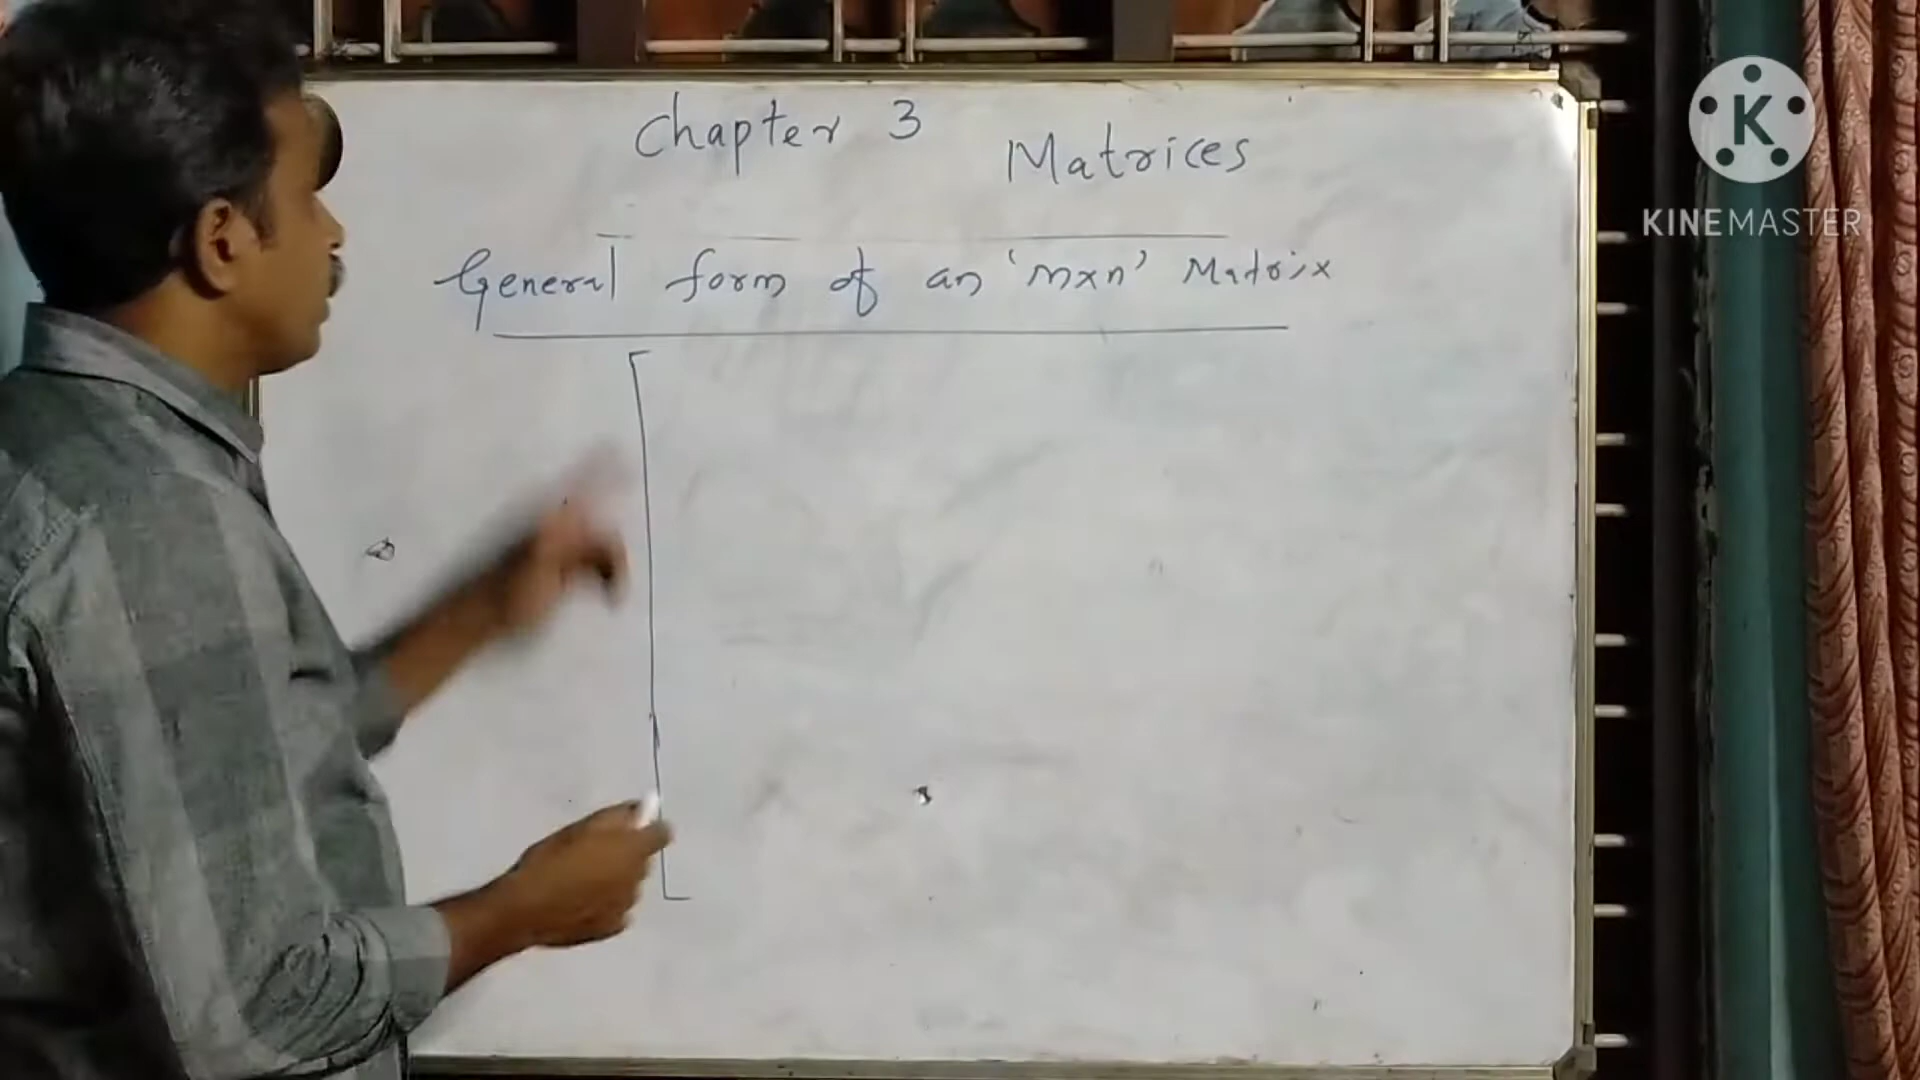 Chapter 3
Matrices
General form of an 'mxn' Matrix
K
KINEMASTER